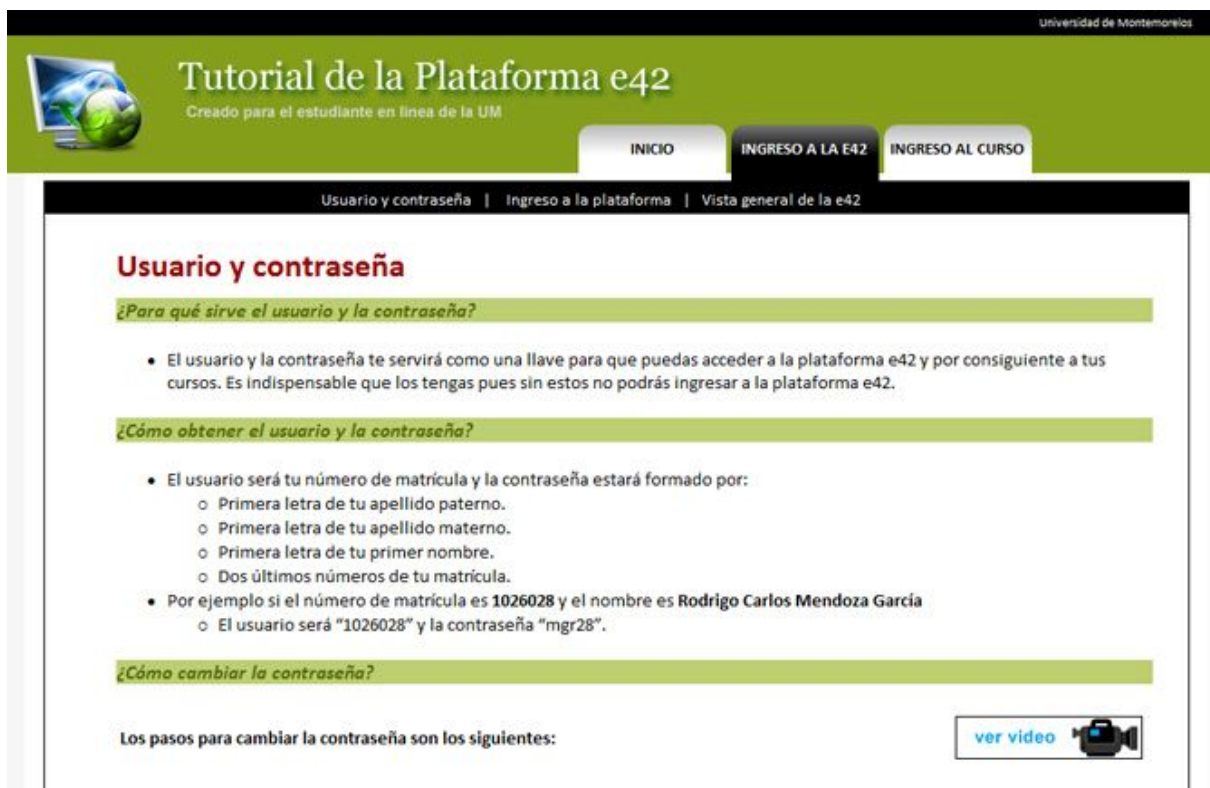 Universidad de Montemorelos
Tutorial de la Plataforma e42
Creado para el estudiante en linea de la UM
INICIO
INGRESO A LA E42
INGRESO AL CURSO
Usuario y contraseña | Ingreso a la plataforma | Vista general de la e42
Usuario y contraseña
¿Para qué sirve el usuario y la contraseña?
• El usuario y la contraseña te servirá como una llave para que puedas acceder a la plataforma e42 y por consiguiente a tus
cursos. Es indispensable que los tengas pues sin estos no podrás ingresar a la plataforma e42.
¿Cómo obtener el usuario y la contraseña?
• El usuario será tu número de matrícula y la contraseña estará formado por:
o Primera letra de tu apellido paterno.
o Primera letra de tu apellido materno.
o Primera letra de tu primer nombre.
o Dos últimos números de tu matrícula.
• Por ejemplo si el número de matrícula es 1026028 y el nombre es Rodrigo Carlos Mendoza García
o El usuario será “1026028” y la contraseña “mgr28”.
¿Cómo cambiar la contraseña?
Los pasos para cambiar la contraseña son los siguientes:
ver video